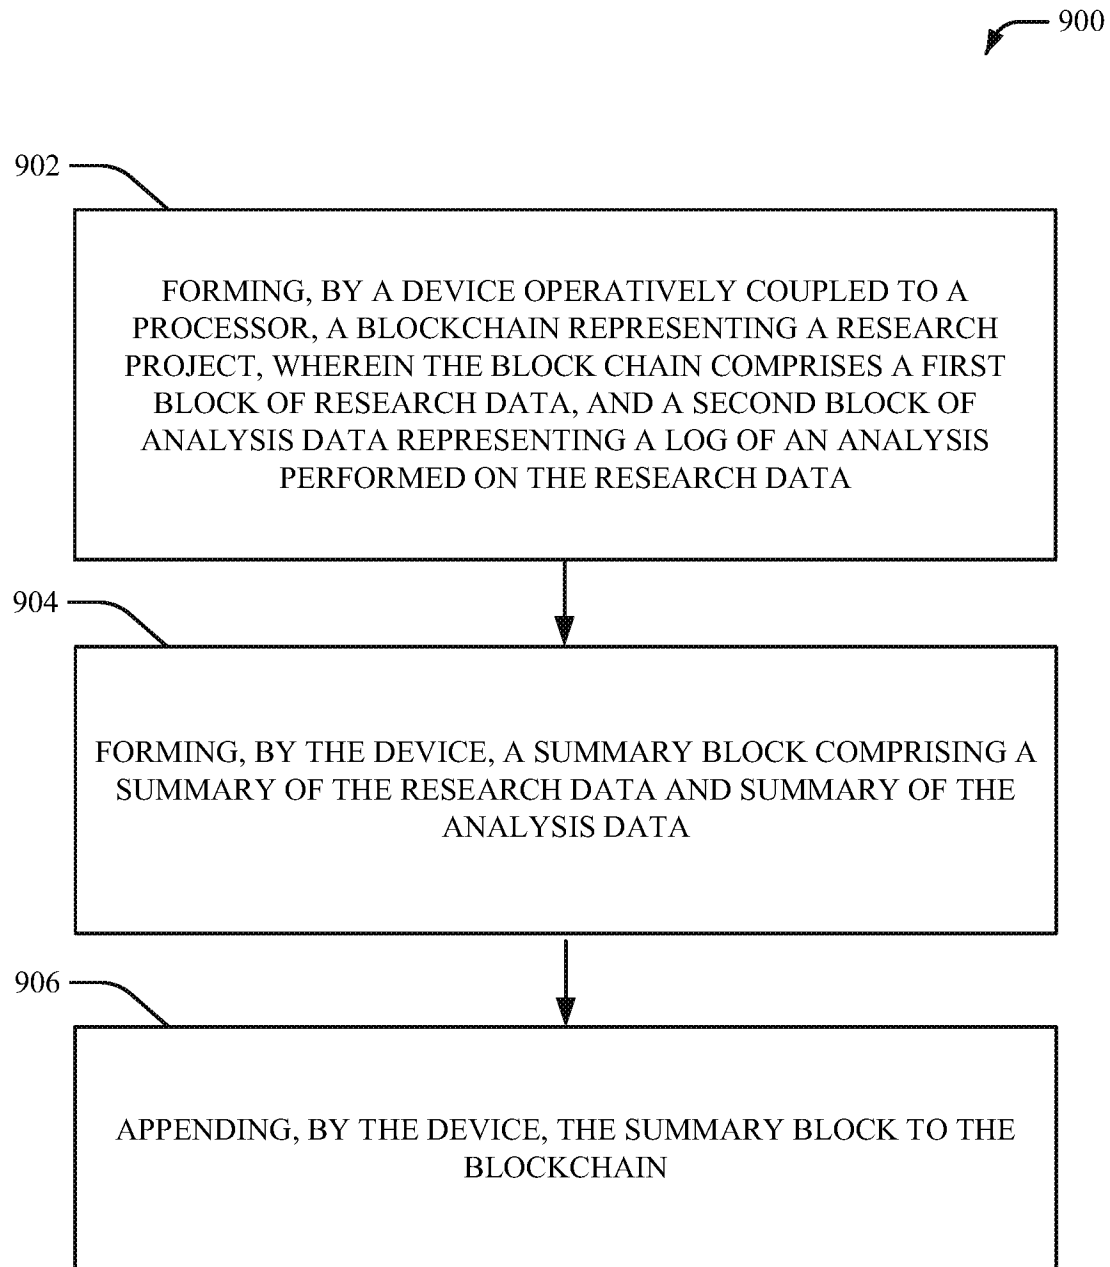 900
902
FORMING, BY A DEVICE OPERATIVELY COUPLED TO A
PROCESSOR, A BLOCKCHAIN REPRESENTING A RESEARCH
PROJECT, WHEREIN THE BLOCK CHAIN COMPRISES A FIRST
BLOCK OF RESEARCH DATA, AND A SECOND BLOCK OF
ANALYSIS DATA REPRESENTING A LOG OF AN ANALYSIS
PERFORMED ON THE RESEARCH DATA
904
FORMING, BY THE DEVICE, A SUMMARY BLOCK COMPRISING A
SUMMARY OF THE RESEARCH DATA AND SUMMARY OF THE
ANALYSIS DATA
906
APPENDING, BY THE DEVICE, THE SUMMARY BLOCK TO THE
BLOCKCHAIN